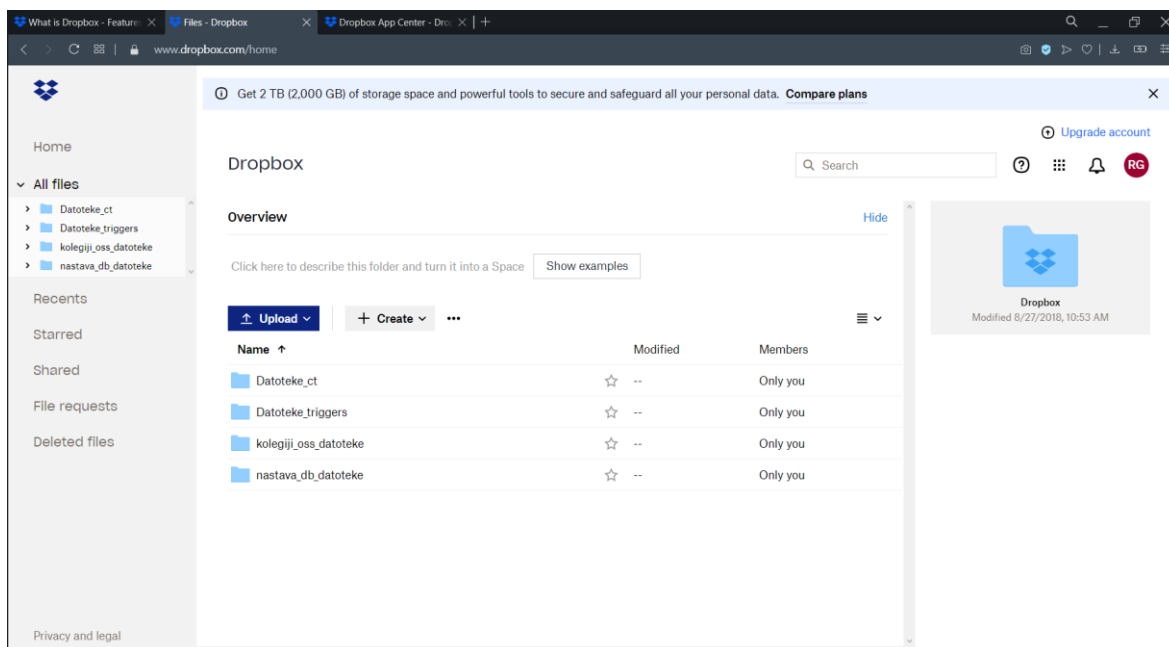 What is Dropbox - Feature Files - Dropbox Dropbox App Center - Dro
www.dropbox.com/home
Get 2 TB (2,000 GB) of storage space and powerful tools to secure and safeguard all your personal data. Compare plans
Upgrade account
Home
All files
Datoteke_ct
Datoteke_triggers
kolegiji_oss_datoteke
nastava_db_datoteke
Recents
Starred
Shared
File requests
Deleted files
Privacy and legal
Dropbox
Search
RG
Overview Hide
Click here to describe this folder and turn it into a Space Show examples
Upload Create
Name Modified Members
Datoteke_ct -- Only you
Datoteke_triggers -- Only you
kolegiji_oss_datoteke -- Only you
nastava_db_datoteke -- Only you
Dropbox
Modified 8/27/2018, 10:53 AM